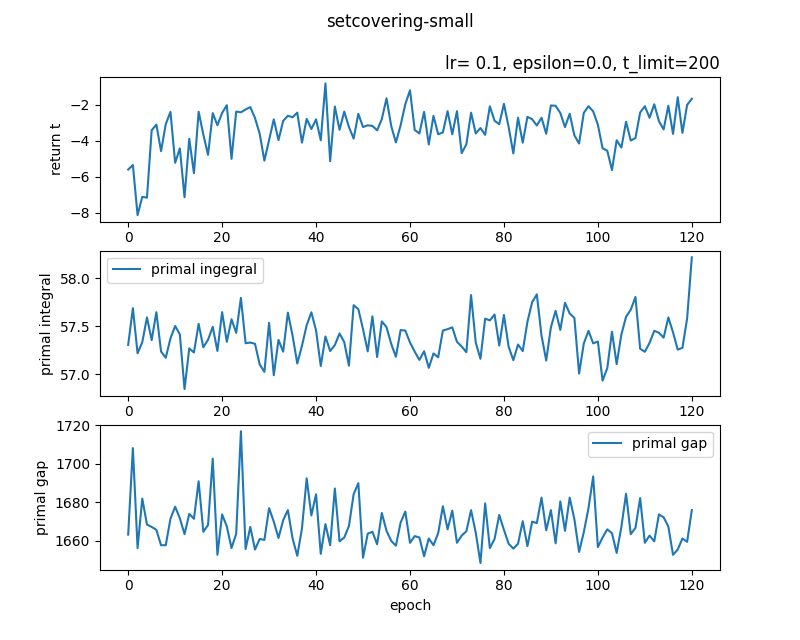 setcovering-small
lr= 0.1, epsilon=0.0, t_limit=200
return t
−2
−4
−6
−8
0 20 40 60 80 100 120
primal ingegral
primal integral
58.0
57.5
57.0
0 20 40 60 80 100 120
primal gap
primal gap
1720
1700
1680
1660
0 20 40 60 80 100 120
epoch